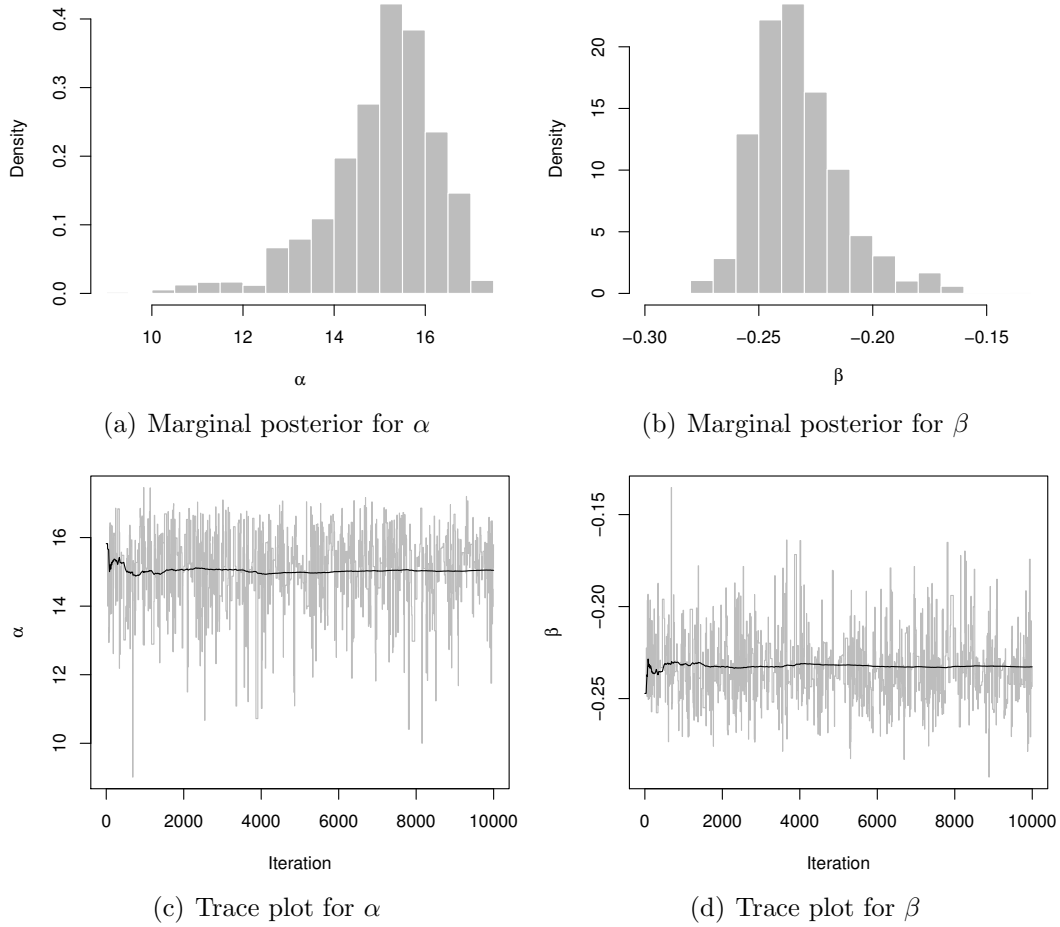 Density
0.0 0.1 0.2 0.3 0.4
10 12 14 16
α
(a) Marginal posterior for α
Density
0 5 10 15 20
−0.30 −0.25 −0.20 −0.15
β
(b) Marginal posterior for β
α
10 12 14 16
0 2000 4000 6000 8000 10000
Iteration
(c) Trace plot for α
β
−0.25 −0.20 −0.15
0 2000 4000 6000 8000 10000
Iteration
(d) Trace plot for β